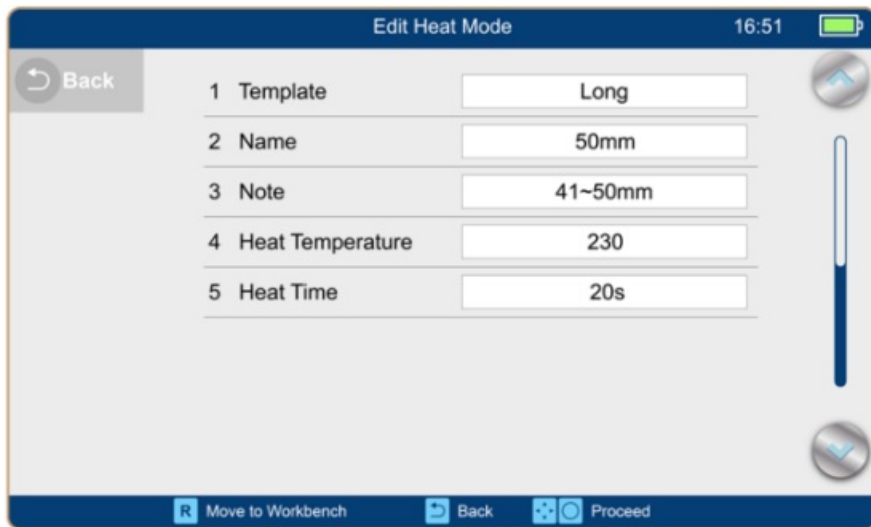 Edit Heat Mode 16:51
Back
1 Template Long
2 Name 50mm
3 Note 41~50mm
4 Heat Temperature 230
5 Heat Time 20s
R Move to Workbench Back Proceed